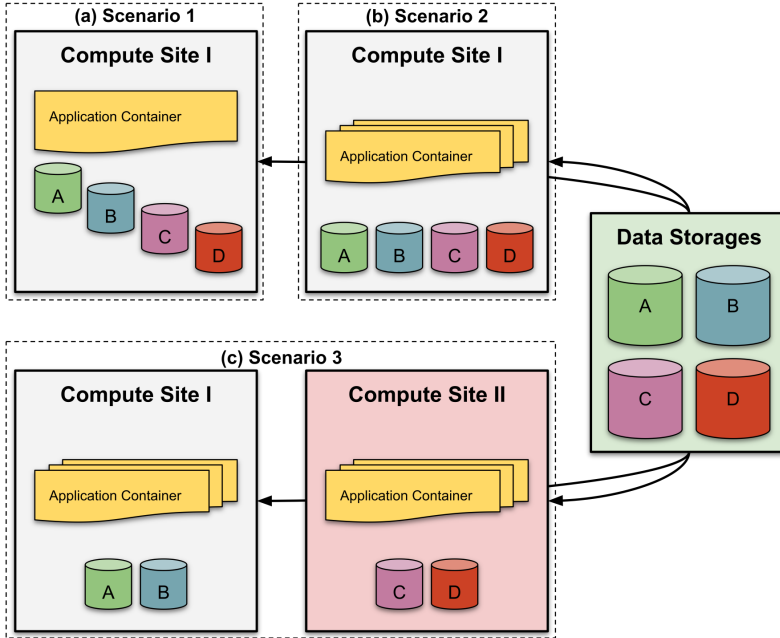 (a) Scenario 1
Compute Site I
Application Container
A
B
C
D
(b) Scenario 2
Compute Site I
Application Container
A
B
C
D
Data Storages
A
B
C
D
(c) Scenario 3
Compute Site I
Application Container
A
B
Compute Site II
Application Container
C
D